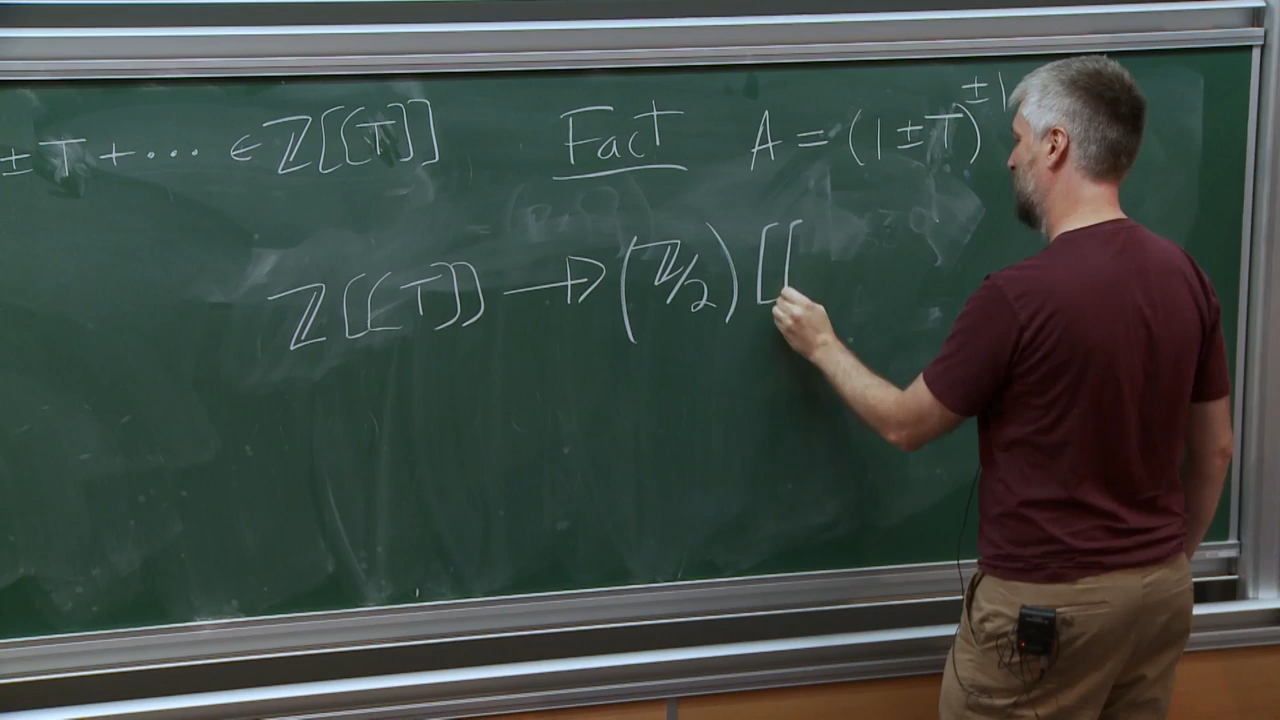 ± T + ⋯ ∈ ℤ[[T]]
Fact A = (1 ± T)^{±1}
ℤ[[T]] → (ℤ/2)[[